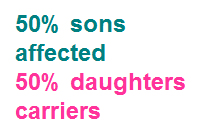 50% sons
affected
50% daughters
carriers